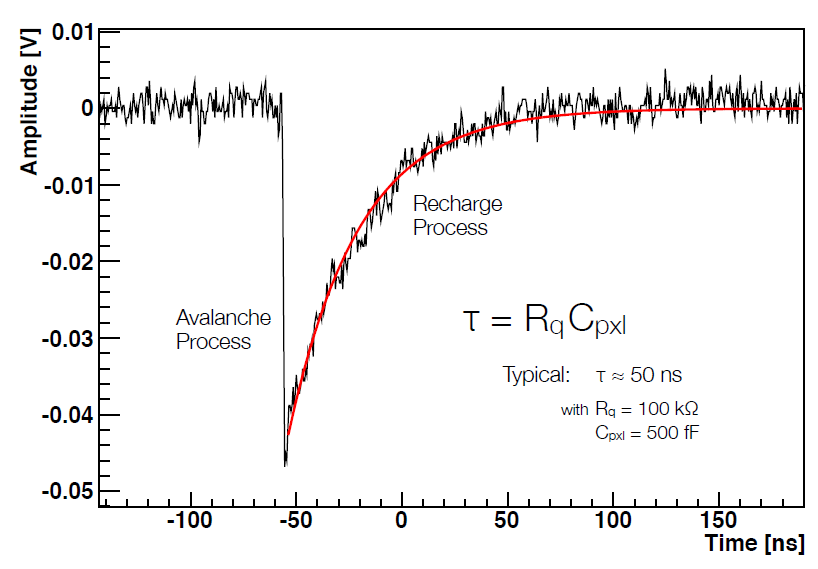 0.01
0
-0.01
-0.02
-0.03
-0.04
-0.05
Amplitude [V]
Recharge
Process
Avalanche
Process
τ = RqCpxl
Typical: τ ≈ 50 ns
with Rq = 100 kΩ
Cpxl = 500 fF
-100 -50 0 50 100 150
Time [ns]